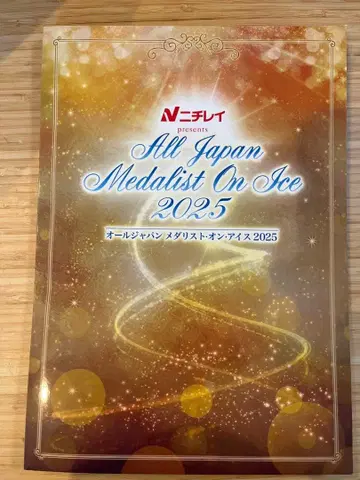 Nニチレイ
presents
All Japan
Medalist On Ice
2025
オールジャパン メダリスト・オン・アイス 2025